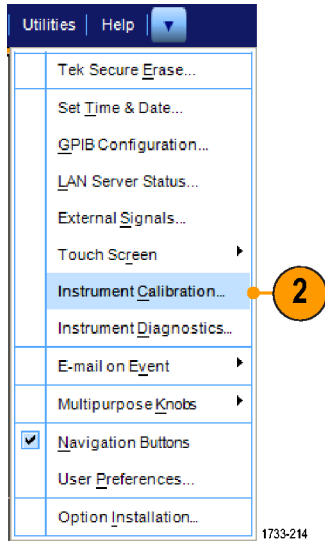 Utilities Help
Tek Secure Erase...
Set Time & Date...
GPIB Configuration...
LAN Server Status...
External Signals...
Touch Screen
Instrument Calibration... 2
Instrument Diagnostics...
E-mail on Event
Multipurpose Knobs
Navigation Buttons
User Preferences...
Option Installation...
1733-214